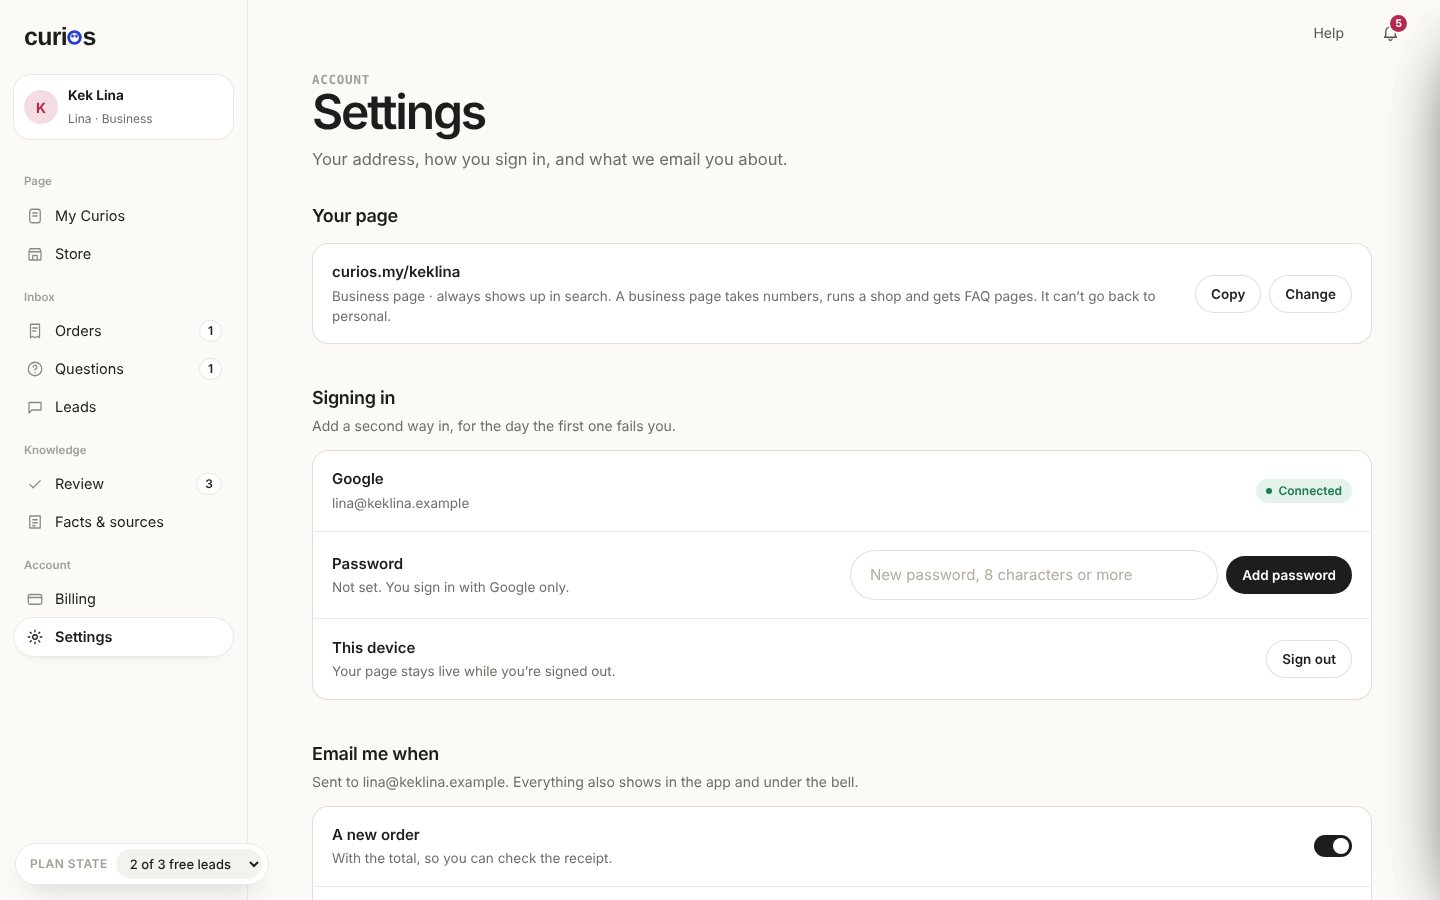 curios
Help
5
K
Kek Lina
Lina · Business
Page
My Curios
Store
Inbox
Orders
1
Questions
1
Leads
Knowledge
Review
3
Facts & sources
Account
Billing
Settings
PLAN STATE
2 of 3 free leads
ACCOUNT
Settings
Your address, how you sign in, and what we email you about.
Your page
curios.my/keklina
Business page · always shows up in search. A business page takes numbers, runs a shop and gets FAQ pages. It can’t go back to
personal.
Copy
Change
Signing in
Add a second way in, for the day the first one fails you.
Google
lina@keklina.example
Connected
Password
Not set. You sign in with Google only.
New password, 8 characters or more
Add password
This device
Your page stays live while you’re signed out.
Sign out
Email me when
Sent to lina@keklina.example. Everything also shows in the app and under the bell.
A new order
With the total, so you can check the receipt.